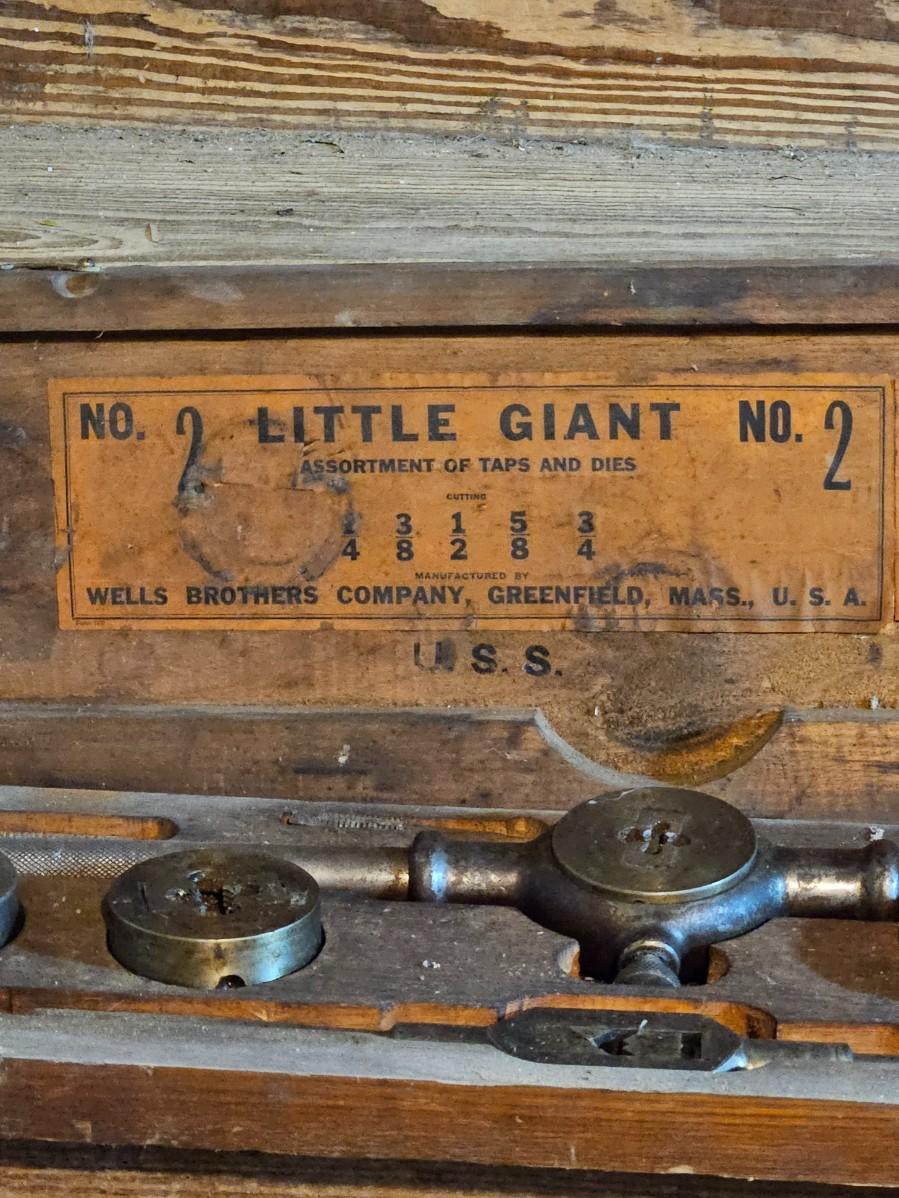 NO. 2 LITTLE GIANT NO. 2
ASSORTMENT OF TAPS AND DIES
CUTTING
1/4 3/8 1/2 5/8 3/4
MANUFACTURED BY
WELLS BROTHERS COMPANY, GREENFIELD, MASS., U. S. A.
U. S. S.